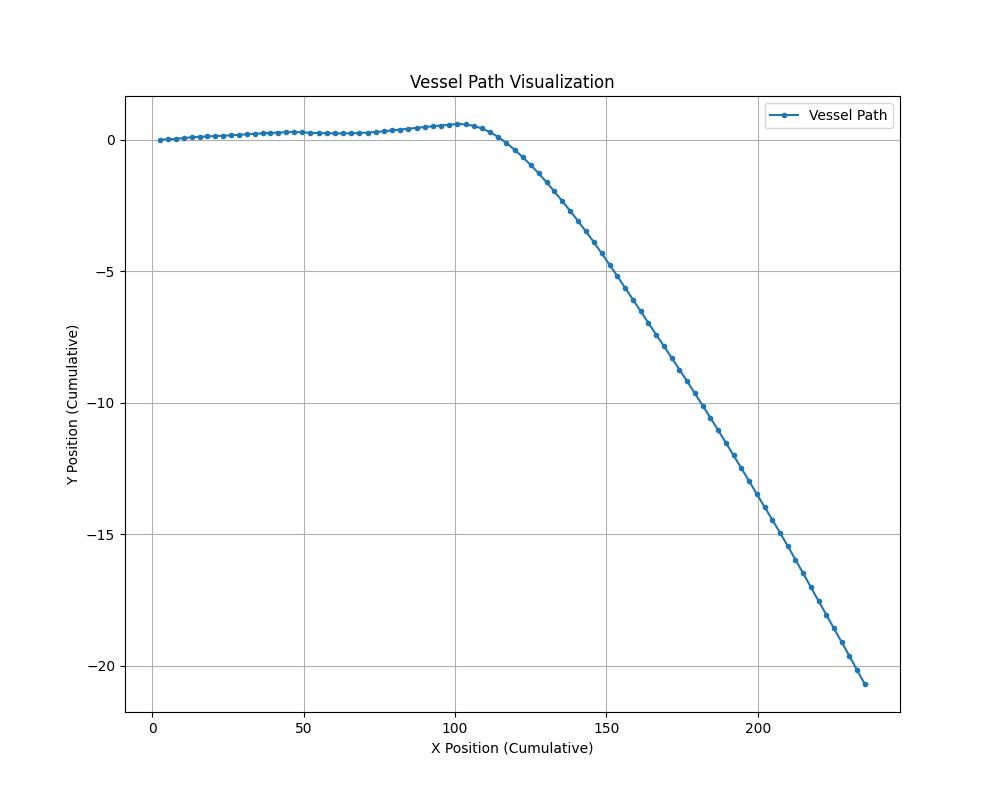 Vessel Path Visualization
Vessel Path
0
−5
−10
−15
−20
Y Position (Cumulative)
0
50
100
150
200
X Position (Cumulative)